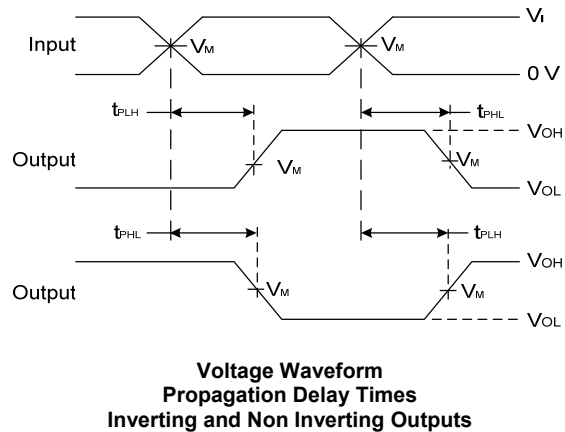 VI
Input VM VM
0 V
tPLH tPHL
VOH
Output VM VM
VOL
tPHL tPLH
VOH
Output VM VM
VOL
Voltage Waveform
Propagation Delay Times
Inverting and Non Inverting Outputs